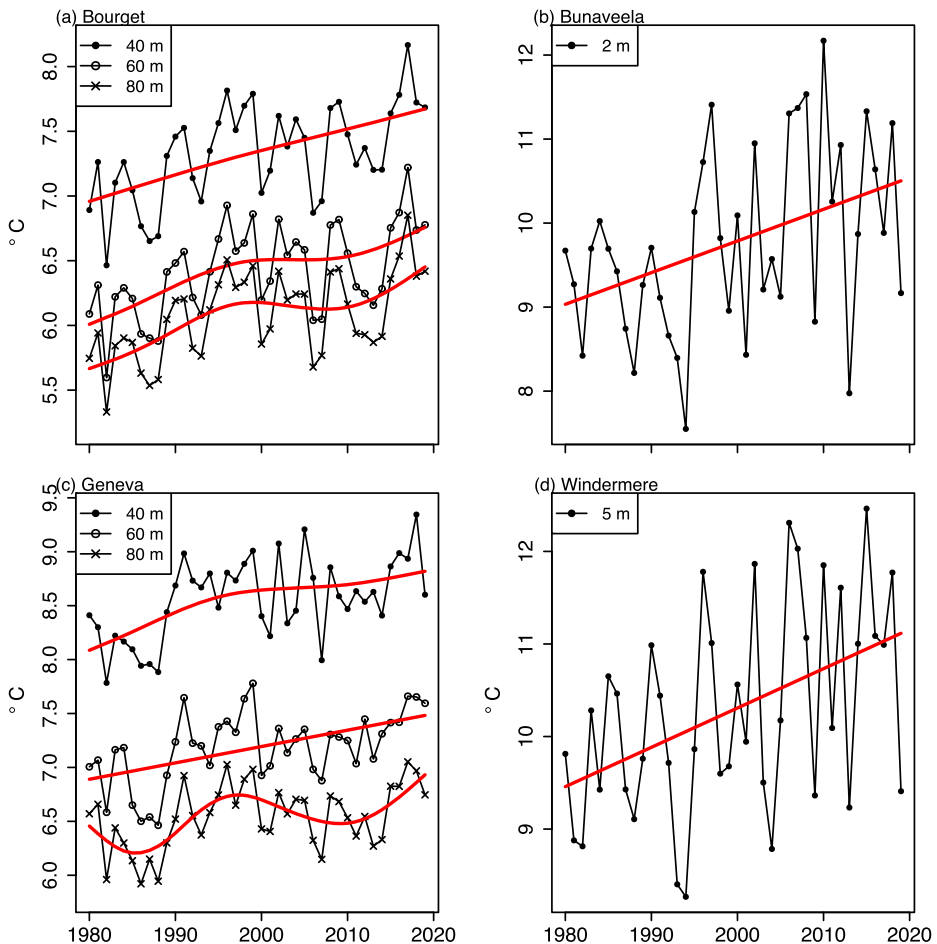 (a) Bourget
40 m
60 m
80 m
8.0
7.5
7.0
6.5
6.0
5.5
° C
(b) Bunaveela
2 m
12
11
10
9
8
(c) Geneva
40 m
60 m
80 m
9.5
9.0
8.5
8.0
7.5
7.0
6.5
6.0
° C
1980 1990 2000 2010 2020
(d) Windermere
5 m
12
11
10
9
° C
1980 1990 2000 2010 2020